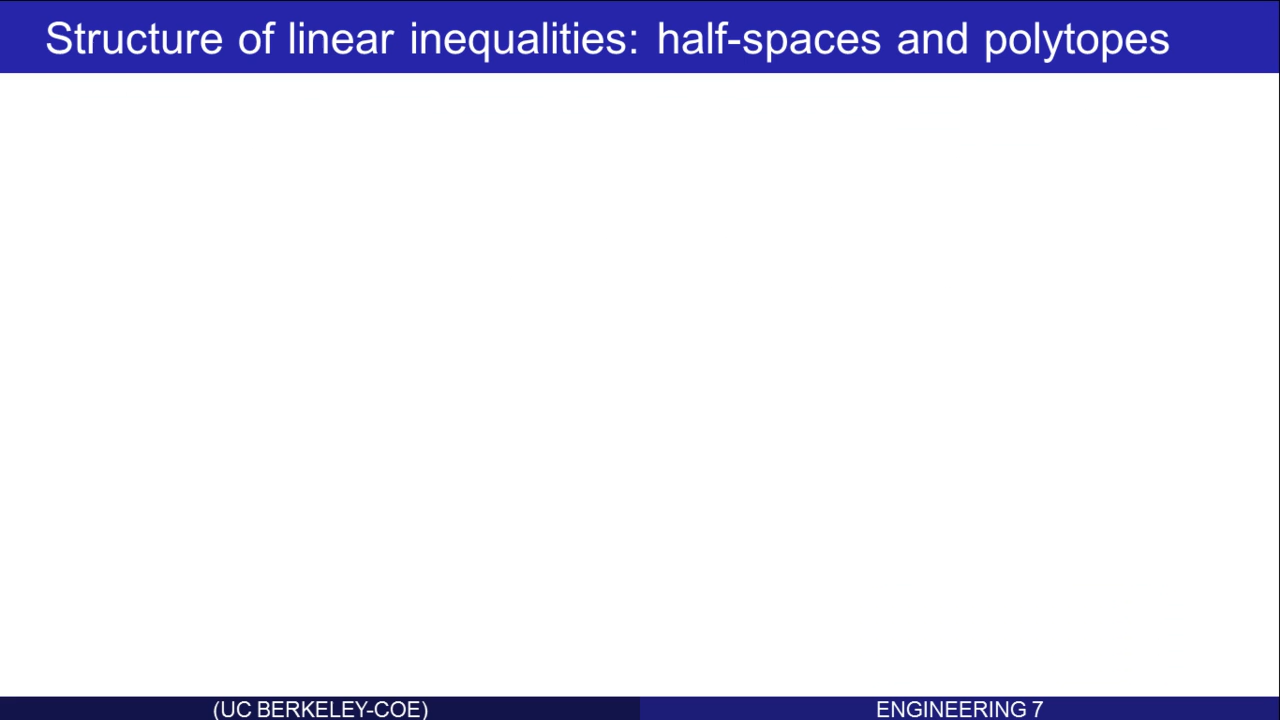 Structure of linear inequalities: half-spaces and polytopes
(UC BERKELEY-COE)
ENGINEERING 7